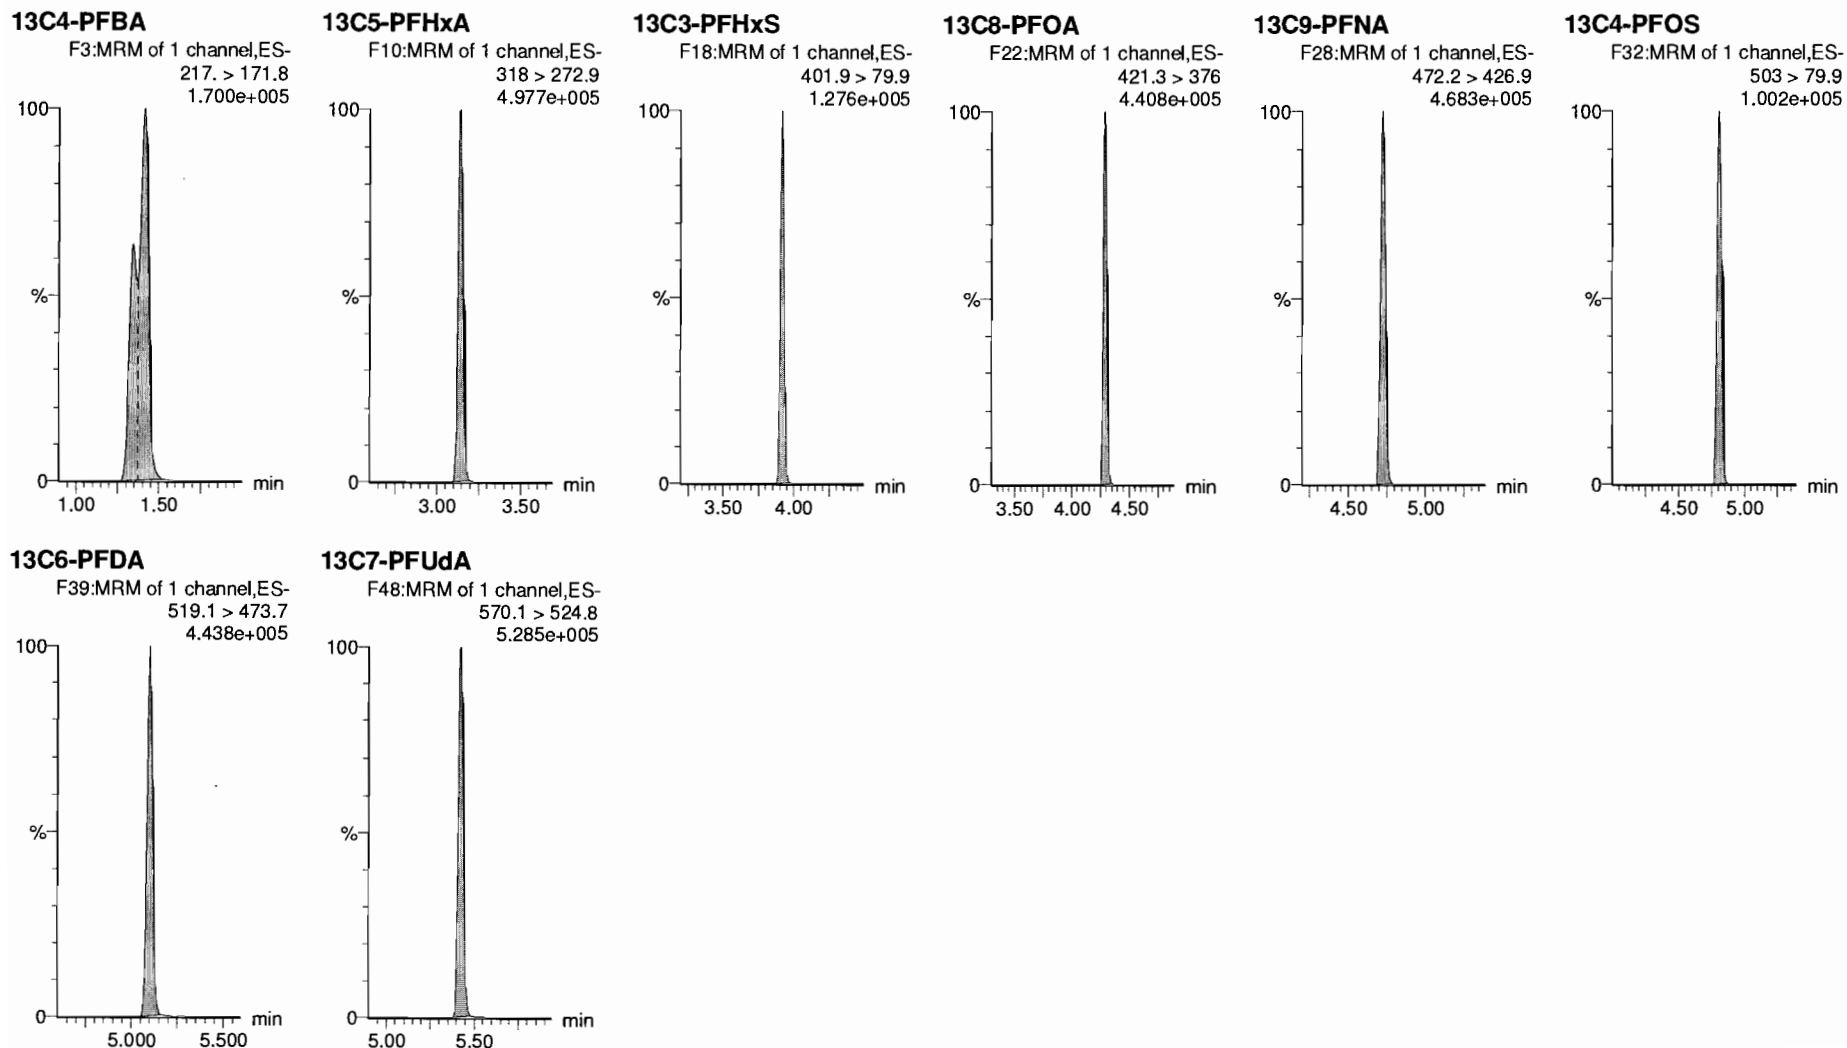 13C4-PFBA
F3:MRM of 1 channel,ES-
217. > 171.8
1.700e+005
100
%
0
min
1.00 1.50
13C5-PFHxA
F10:MRM of 1 channel,ES-
318 > 272.9
4.977e+005
100
%
0
min
3.00 3.50
13C3-PFHxS
F18:MRM of 1 channel,ES-
401.9 > 79.9
1.276e+005
100
%
0
min
3.50 4.00
13C8-PFOA
F22:MRM of 1 channel,ES-
421.3 > 376
4.408e+005
100
%
0
min
3.50 4.00 4.50
13C9-PFNA
F28:MRM of 1 channel,ES-
472.2 > 426.9
4.683e+005
100
%
0
min
4.50 5.00
13C4-PFOS
F32:MRM of 1 channel,ES-
503 > 79.9
1.002e+005
100
%
0
min
4.50 5.00
13C6-PFDA
F39:MRM of 1 channel,ES-
519.1 > 473.7
4.438e+005
100
%
0
min
5.000 5.500
13C7-PFUdA
F48:MRM of 1 channel,ES-
570.1 > 524.8
5.285e+005
100
%
0
min
5.00 5.50